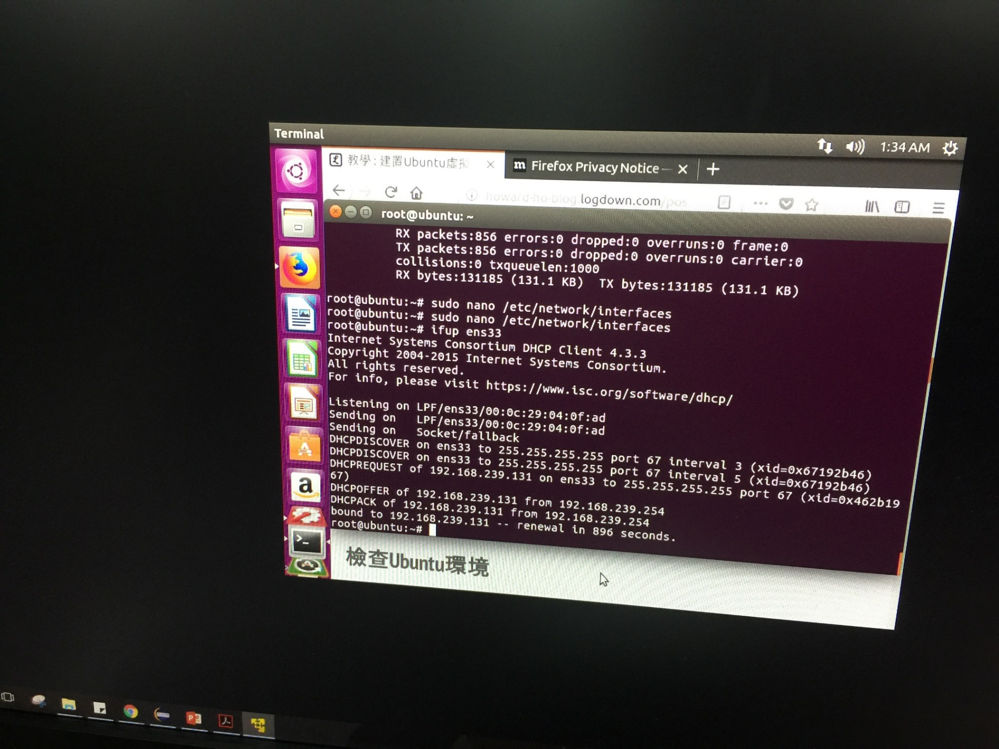 Terminal
1:34 AM
教學 : 建置Ubuntu虛擬
m Firefox Privacy Notice —
howard-ho-blog.logdown.com/pos
root@ubuntu: ~
RX packets:856 errors:0 dropped:0 overruns:0 frame:0
TX packets:856 errors:0 dropped:0 overruns:0 carrier:0
collisions:0 txqueuelen:1000
RX bytes:131185 (131.1 KB)  TX bytes:131185 (131.1 KB)
root@ubuntu:~# sudo nano /etc/network/interfaces
root@ubuntu:~# sudo nano /etc/network/interfaces
root@ubuntu:~# ifup ens33
Internet Systems Consortium DHCP Client 4.3.3
Copyright 2004-2015 Internet Systems Consortium.
All rights reserved.
For info, please visit https://www.isc.org/software/dhcp/
Listening on LPF/ens33/00:0c:29:04:0f:ad
Sending on   LPF/ens33/00:0c:29:04:0f:ad
Sending on   Socket/fallback
DHCPDISCOVER on ens33 to 255.255.255.255 port 67 interval 3 (xid=0x67192b46)
DHCPDISCOVER on ens33 to 255.255.255.255 port 67 interval 5 (xid=0x67192b46)
DHCPREQUEST of 192.168.239.131 on ens33 to 255.255.255.255 port 67 (xid=0x462b19
67)
DHCPOFFER of 192.168.239.131 from 192.168.239.254
DHCPACK of 192.168.239.131 from 192.168.239.254
bound to 192.168.239.131 -- renewal in 896 seconds.
root@ubuntu:~#
檢查Ubuntu環境